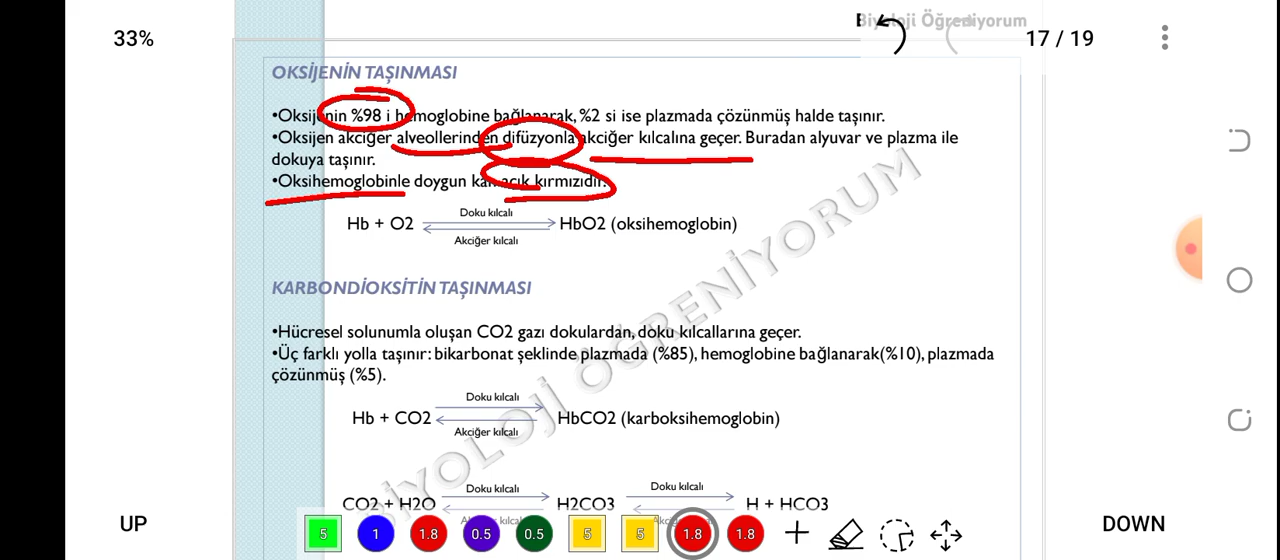 Biyoloji Öğreniyorum
33%
17 / 19
OKSİJENİN TAŞINMASI
•Oksijenin %98 i hemoglobine bağlanarak, %2 si ise plazmada çözünmüş halde taşınır.
•Oksijen akciğer alveollerinden difüzyonla akciğer kılcalına geçer. Buradan alyuvar ve plazma ile
dokuya taşınır.
•Oksihemoglobinle doygun kan açık kırmızıdır.
Doku kılcalı
Hb + O2 HbO2 (oksihemoglobin)
Akciğer kılcalı
KARBONDİOKSİTİN TAŞINMASI
•Hücresel solunumla oluşan CO2 gazı dokulardan, doku kılcallarına geçer.
•Üç farklı yolla taşınır: bikarbonat şeklinde plazmada (%85), hemoglobine bağlanarak(%10), plazmada
çözünmüş (%5).
Doku kılcalı
Hb + CO2 HbCO2 (karboksihemoglobin)
Akciğer kılcalı
Doku kılcalı Doku kılcalı
CO2 + H2O H2CO3 H + HCO3
BİYOLOJİ ÖĞRENİYORUM
UP
5 1 1.8 0.5 0.5 5 5 1.8 1.8
DOWN